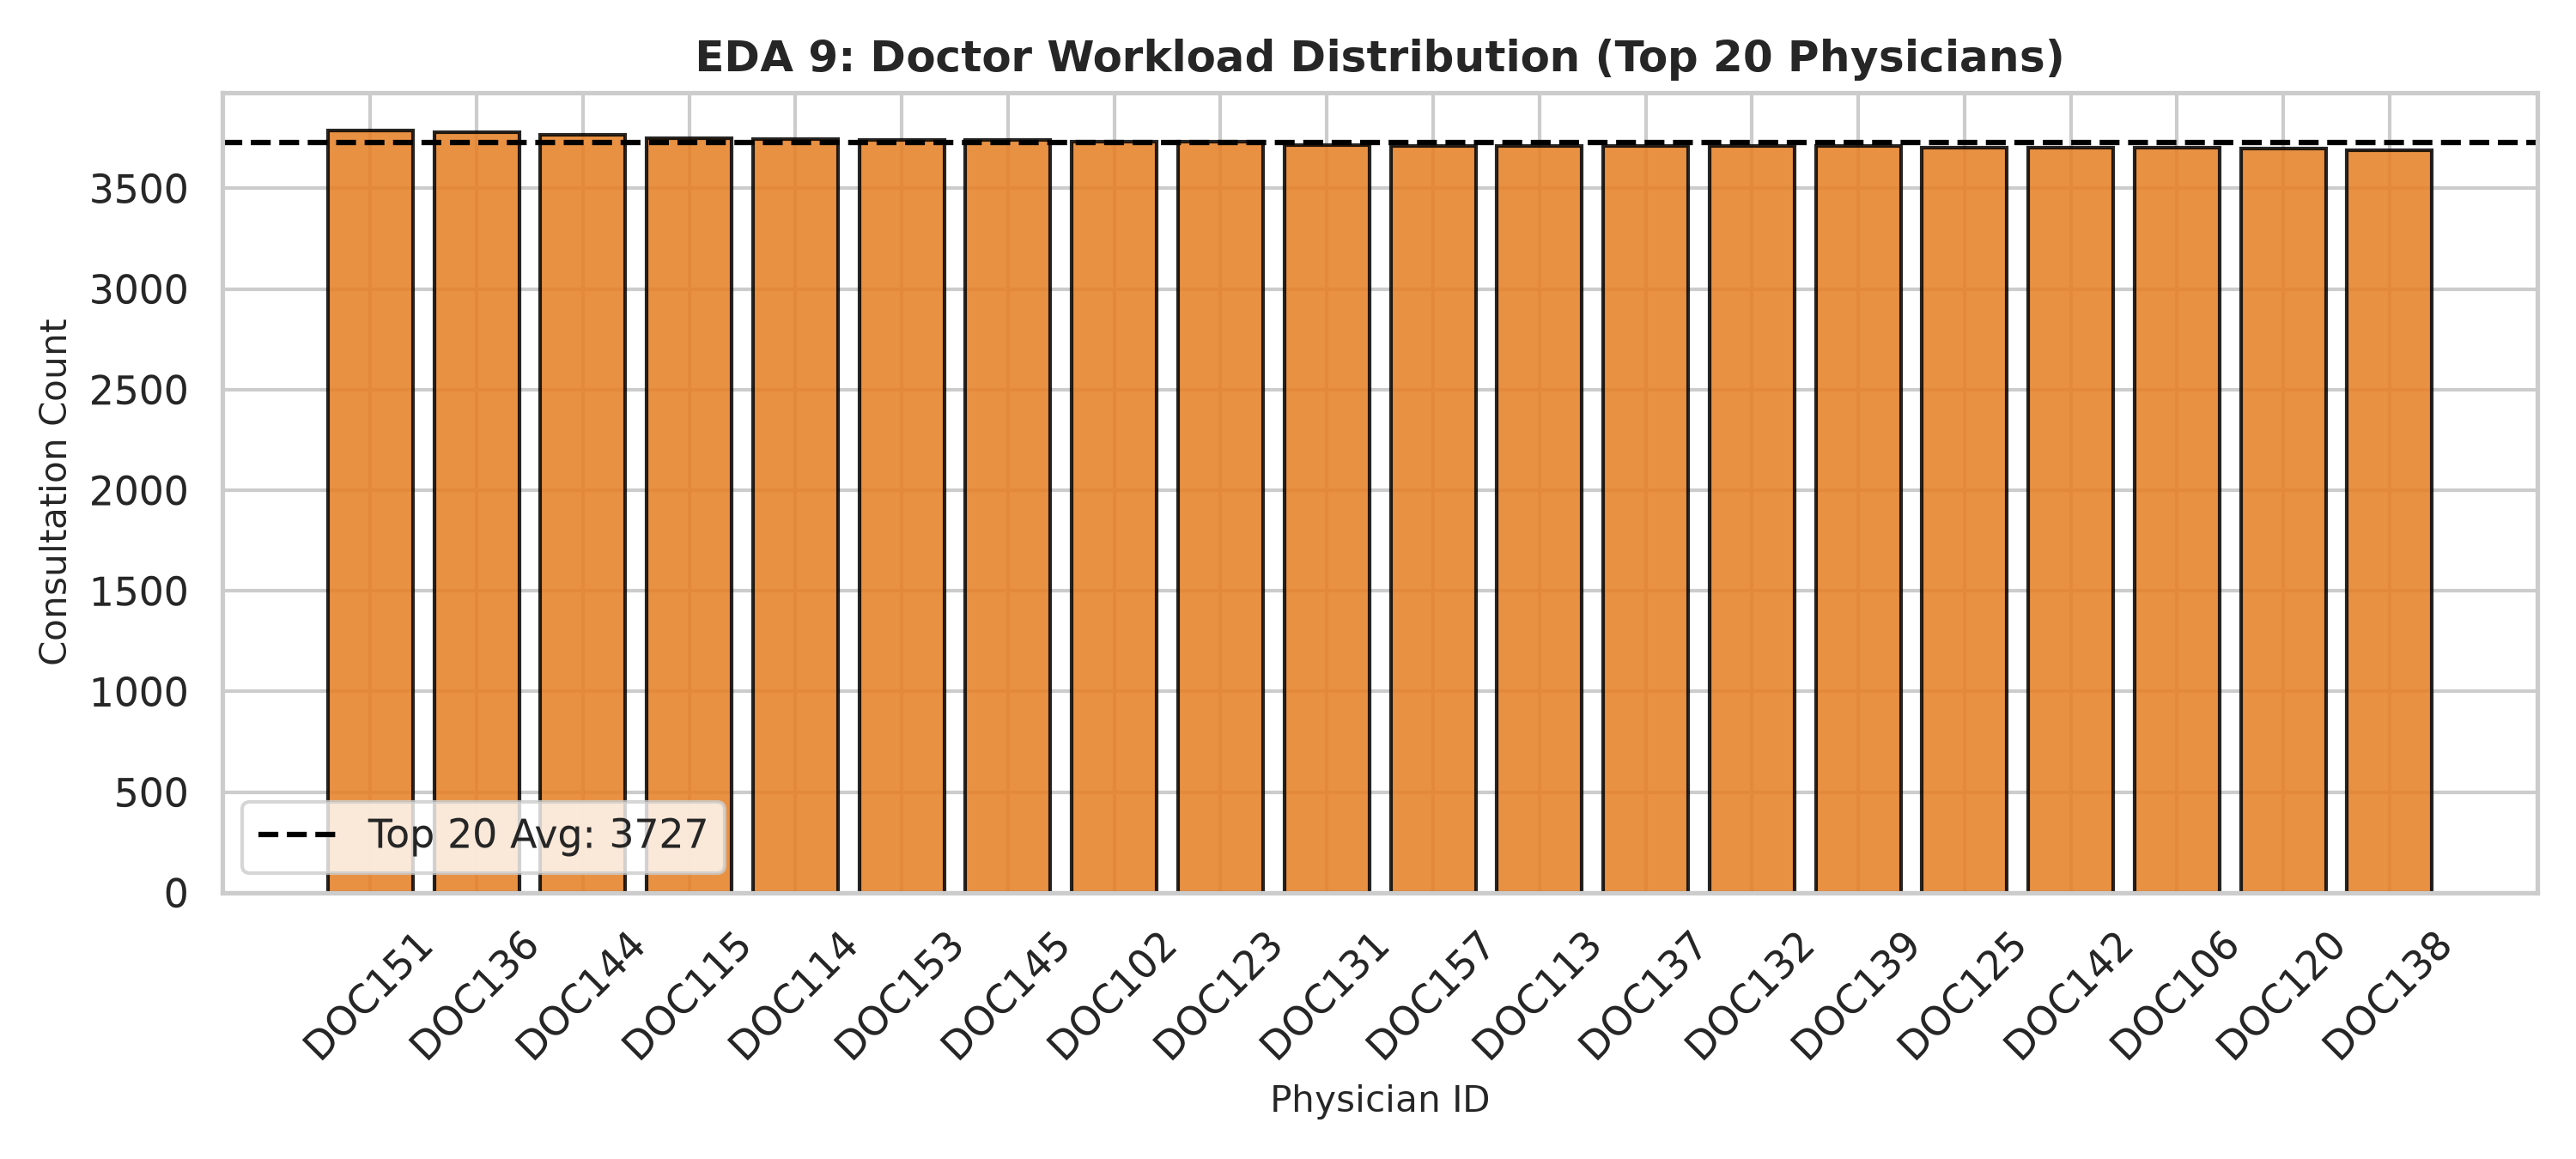 EDA 9: Doctor Workload Distribution (Top 20 Physicians)
Consultation Count
3500
3000
2500
2000
1500
1000
500
0
Top 20 Avg: 3727
DOC151
DOC136
DOC144
DOC115
DOC114
DOC153
DOC145
DOC102
DOC123
DOC131
DOC157
DOC113
DOC137
DOC132
DOC139
DOC125
DOC142
DOC106
DOC120
DOC138
Physician ID